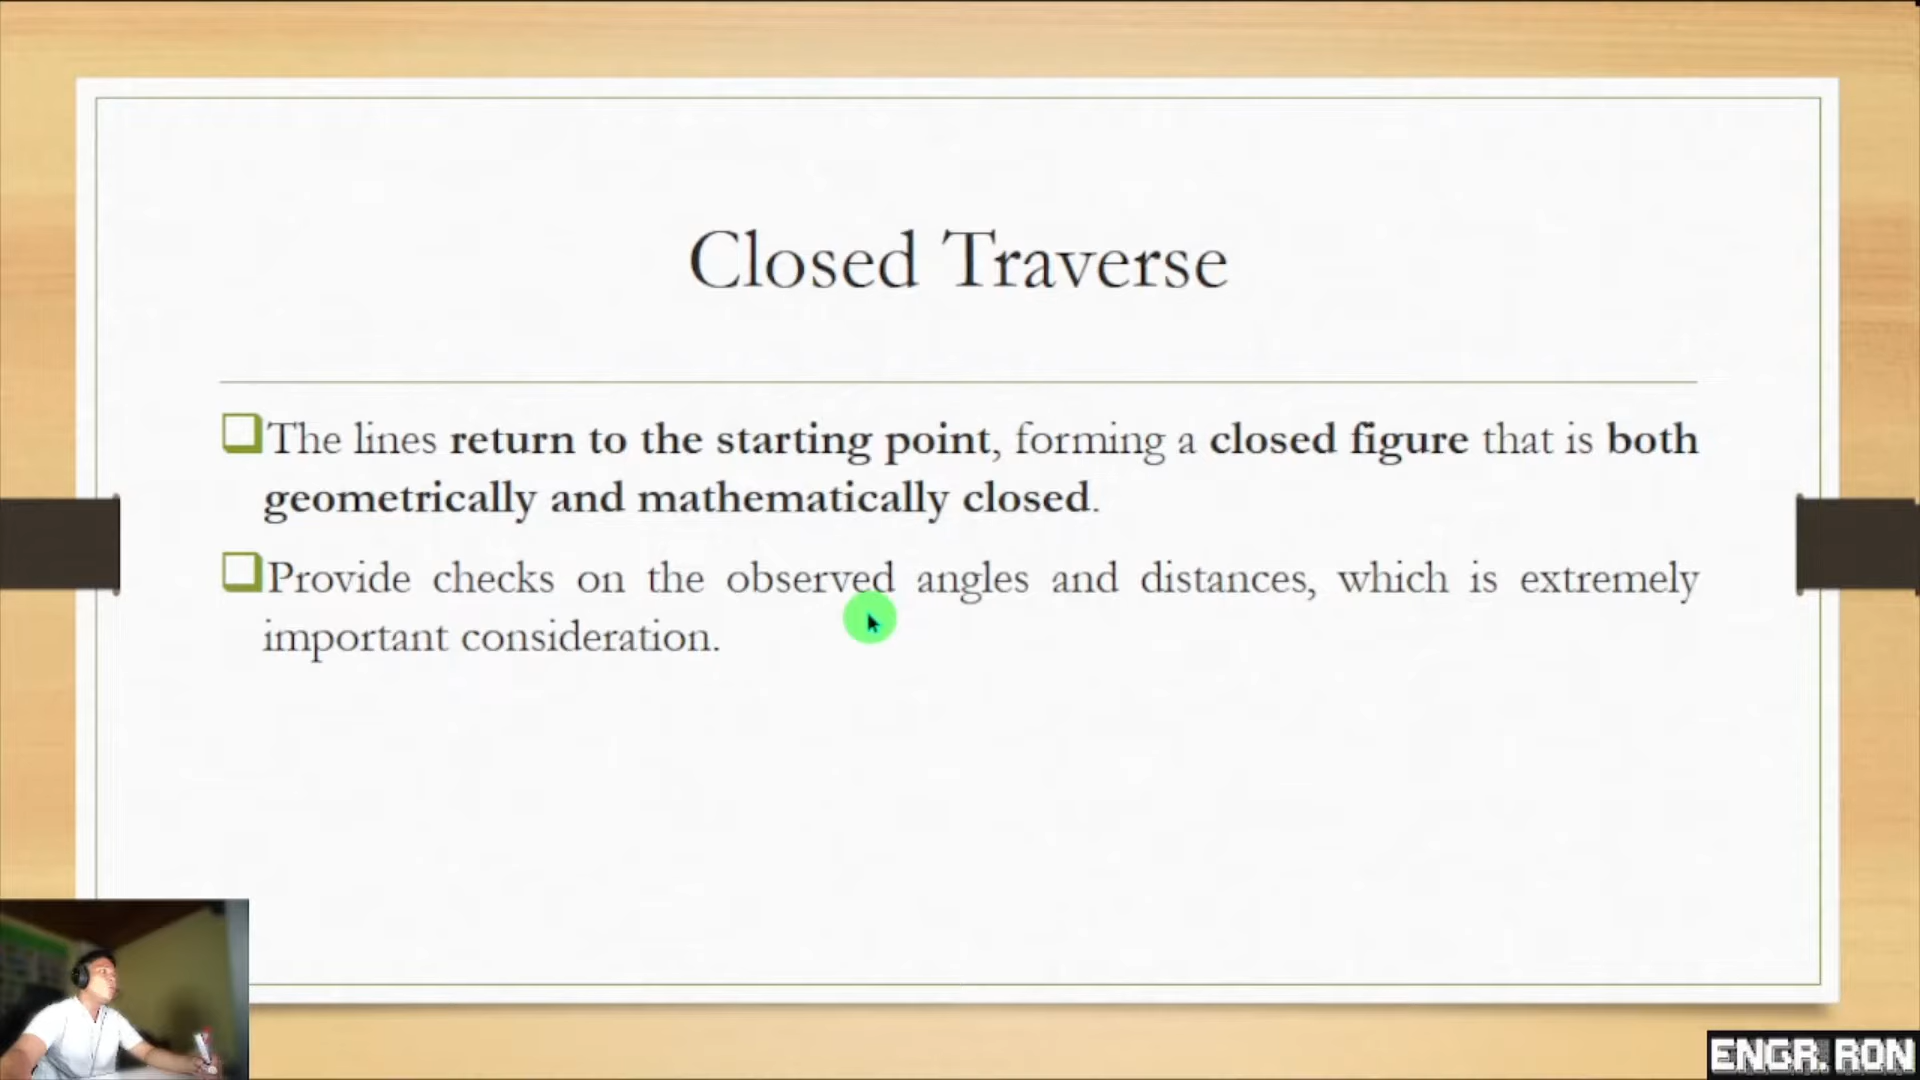 Closed Traverse
The lines return to the starting point, forming a closed figure that is both
geometrically and mathematically closed.
Provide checks on the observed angles and distances, which is extremely
important consideration.
ENGR. RON